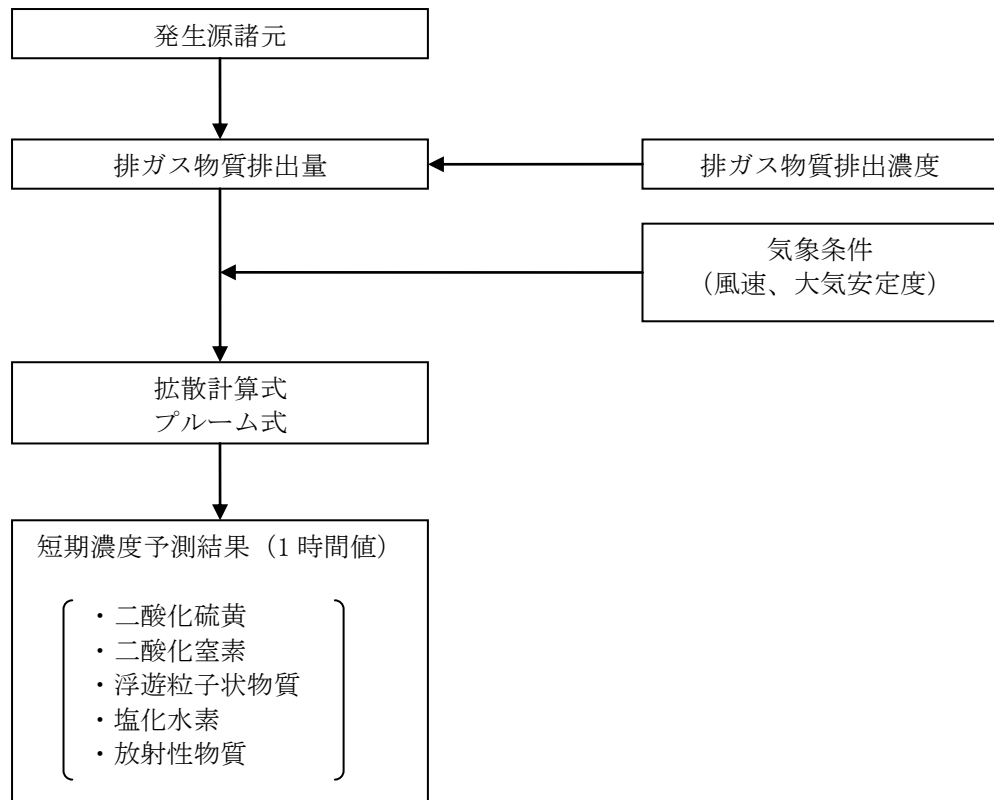 発生源諸元
排ガス物質排出量
排ガス物質排出濃度
気象条件
（風速、大気安定度）
拡散計算式
プルーム式
短期濃度予測結果（1時間値）
・二酸化硫黄
・二酸化窒素
・浮遊粒子状物質
・塩化水素
・放射性物質